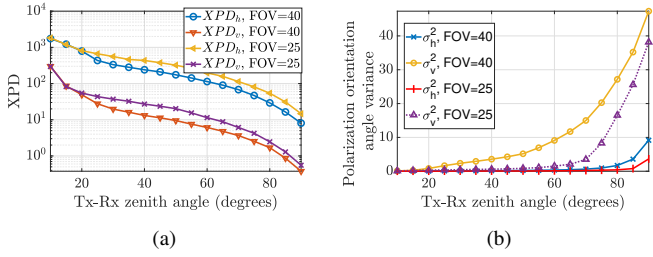 XPD
10^4
10^3
10^2
10^1
10^0
XPD_h, FOV=40
XPD_v, FOV=40
XPD_h, FOV=25
XPD_v, FOV=25
20 40 60 80
Tx-Rx zenith angle (degrees)
(a)
Polarization orientation
angle variance
40
30
20
10
0
σ_h^2, FOV=40
σ_v^2, FOV=40
σ_h^2, FOV=25
σ_v^2, FOV=25
20 40 60 80
Tx-Rx zenith angle (degrees)
(b)